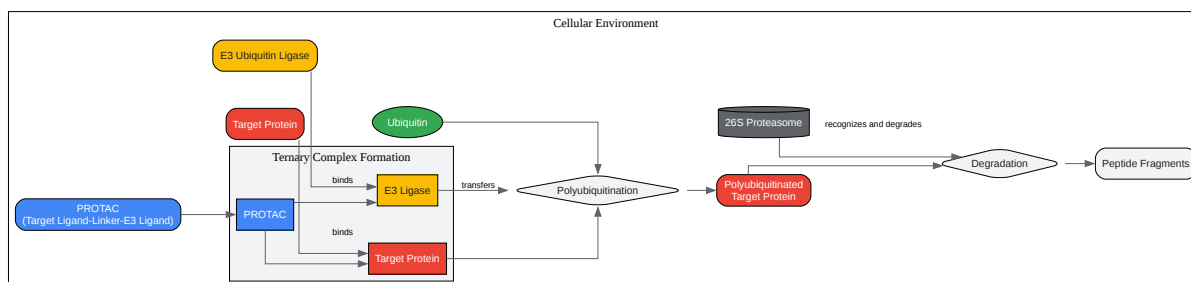 Cellular Environment
E3 Ubiquitin Ligase
Target Protein
Ubiquitin
26S Proteasome
recognizes and degrades
Ternary Complex Formation
binds
E3 Ligase
transfers
Polyubiquitination
Polyubiquitinated
Target Protein
Degradation
Peptide Fragments
PROTAC
(Target Ligand-Linker-E3 Ligand)
PROTAC
binds
Target Protein